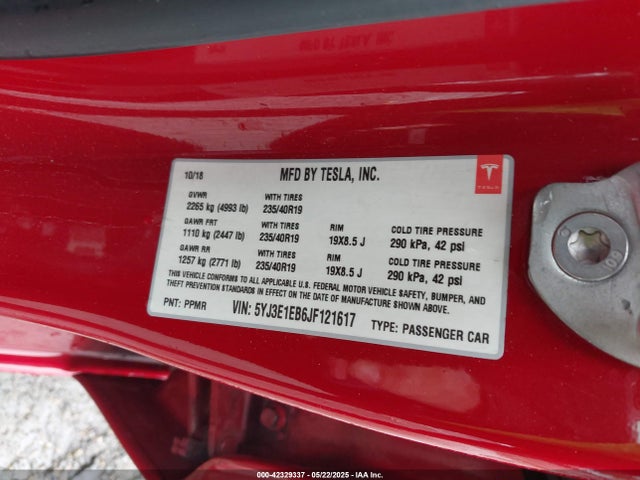 10/18 MFD BY TESLA, INC.
TESLA
GVWR WITH TIRES
2265 kg (4993 lb) 235/40R19
GAWR FRT WITH TIRES RIM COLD TIRE PRESSURE
1110 kg (2447 lb) 235/40R19 19X8.5 J 290 kPa, 42 psi
GAWR RR WITH TIRES RIM COLD TIRE PRESSURE
1257 kg (2771 lb) 235/40R19 19X8.5 J 290 kPa, 42 psi
THIS VEHICLE CONFORMS TO ALL APPLICABLE U.S. FEDERAL MOTOR VEHICLE SAFETY, BUMPER, AND
THEFT PREVENTION STANDARDS IN EFFECT ON THE DATE OF MANUFACTURE SHOWN ABOVE.
PNT: PPMR VIN: 5YJ3E1EB6JF121617 TYPE: PASSENGER CAR
000-42329337 - 05/22/2025 - IAAI INC.